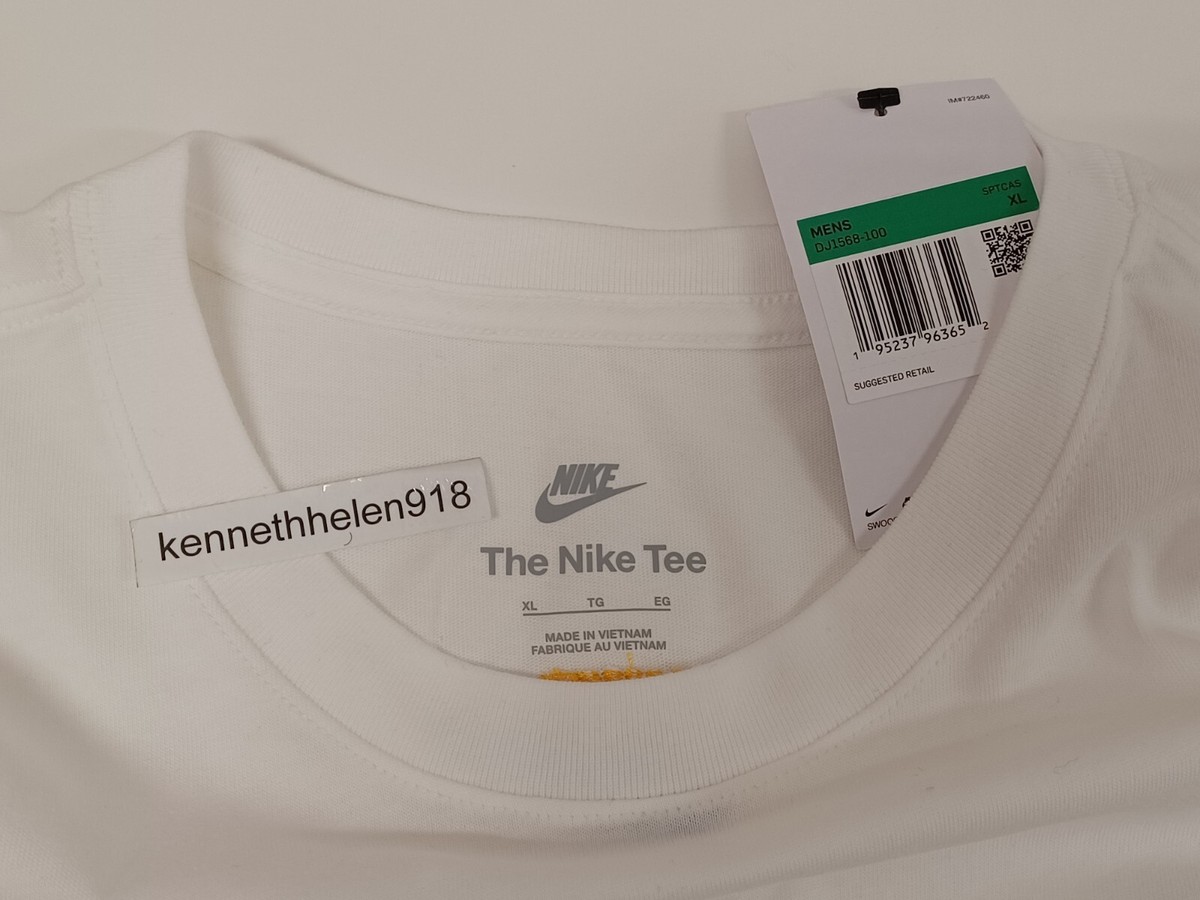 IM#722460
SPTCAS
MENS XL
DJ1568-100
1 95237 96365 2
SUGGESTED RETAIL
kennethhelen918
NIKE
The Nike Tee
XL TG EG
MADE IN VIETNAM
FABRIQUE AU VIETNAM